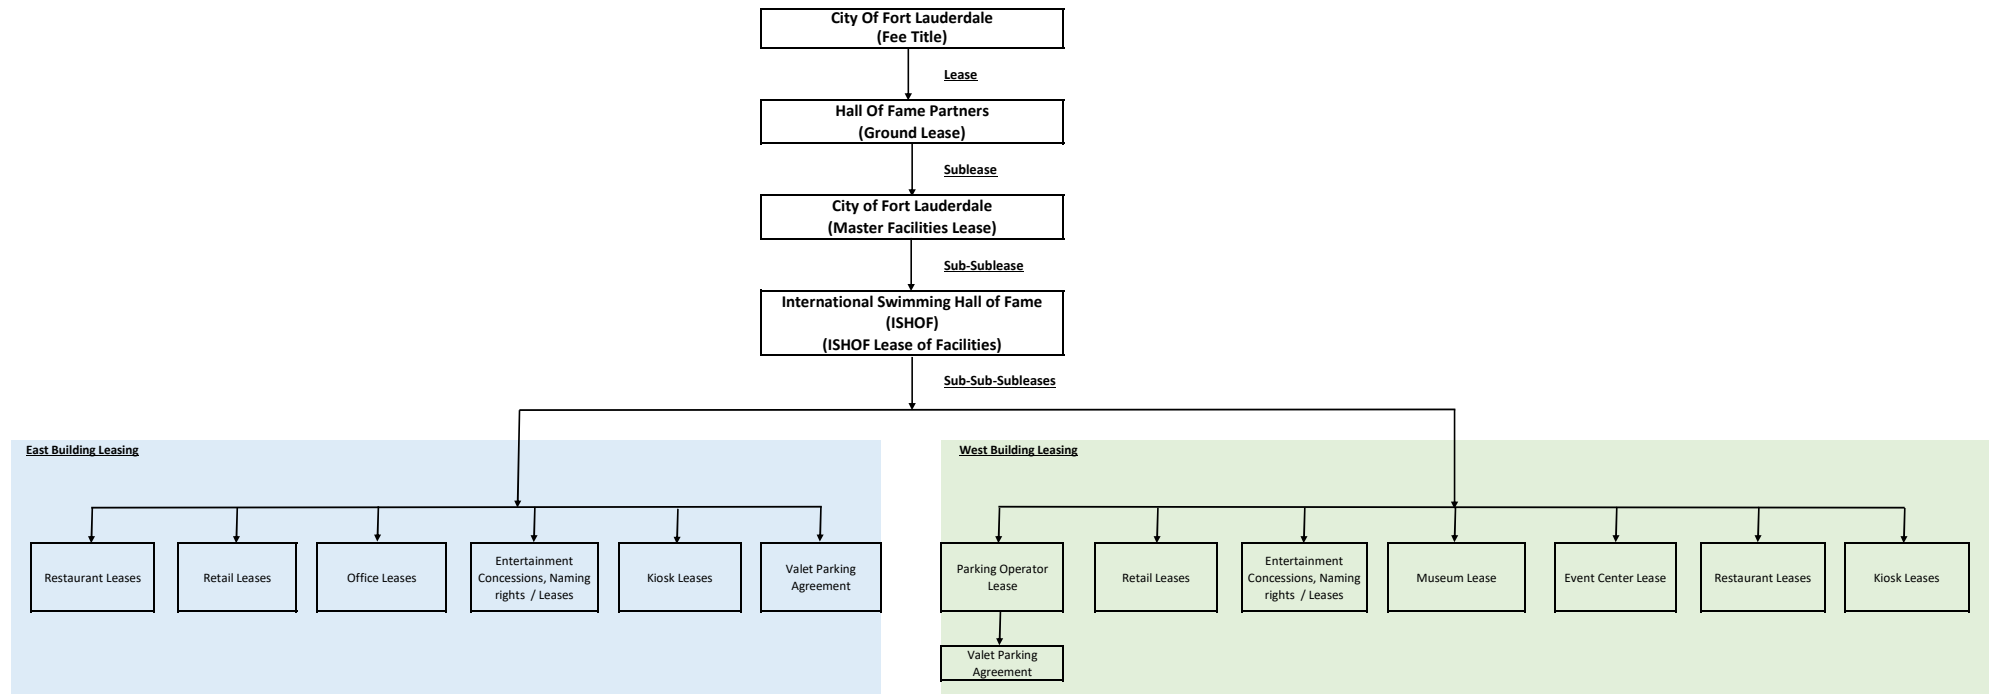 City Of Fort Lauderdale
(Fee Title)
Lease
Hall Of Fame Partners
(Ground Lease)
Sublease
City of Fort Lauderdale
(Master Facilities Lease)
Sub-Sublease
International Swimming Hall of Fame
(ISHOF)
(ISHOF Lease of Facilities)
Sub-Sub-Subleases
East Building Leasing
Restaurant Leases
Retail Leases
Office Leases
Entertainment
Concessions, Naming
rights / Leases
Kiosk Leases
Valet Parking
Agreement
West Building Leasing
Parking Operator
Lease
Retail Leases
Entertainment
Concessions, Naming
rights / Leases
Museum Lease
Event Center Lease
Restaurant Leases
Kiosk Leases
Valet Parking
Agreement